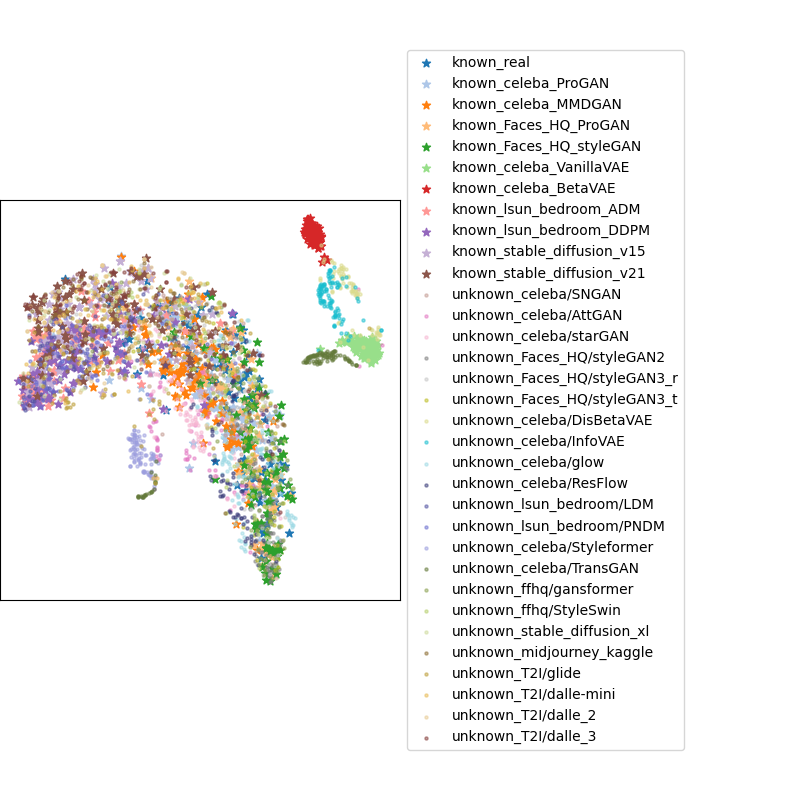 known_real
known_celeba_ProGAN
known_celeba_MMDGAN
known_Faces_HQ_ProGAN
known_Faces_HQ_styleGAN
known_celeba_VanillaVAE
known_celeba_BetaVAE
known_lsun_bedroom_ADM
known_lsun_bedroom_DDPM
known_stable_diffusion_v15
known_stable_diffusion_v21
unknown_celeba/SNGAN
unknown_celeba/AttGAN
unknown_celeba/starGAN
unknown_Faces_HQ/styleGAN2
unknown_Faces_HQ/styleGAN3_r
unknown_Faces_HQ/styleGAN3_t
unknown_celeba/DisBetaVAE
unknown_celeba/InfoVAE
unknown_celeba/glow
unknown_celeba/ResFlow
unknown_lsun_bedroom/LDM
unknown_lsun_bedroom/PNDM
unknown_celeba/Styleformer
unknown_celeba/TransGAN
unknown_ffhq/gansformer
unknown_ffhq/StyleSwin
unknown_stable_diffusion_xl
unknown_midjourney_kaggle
unknown_T2I/glide
unknown_T2I/dalle-mini
unknown_T2I/dalle_2
unknown_T2I/dalle_3